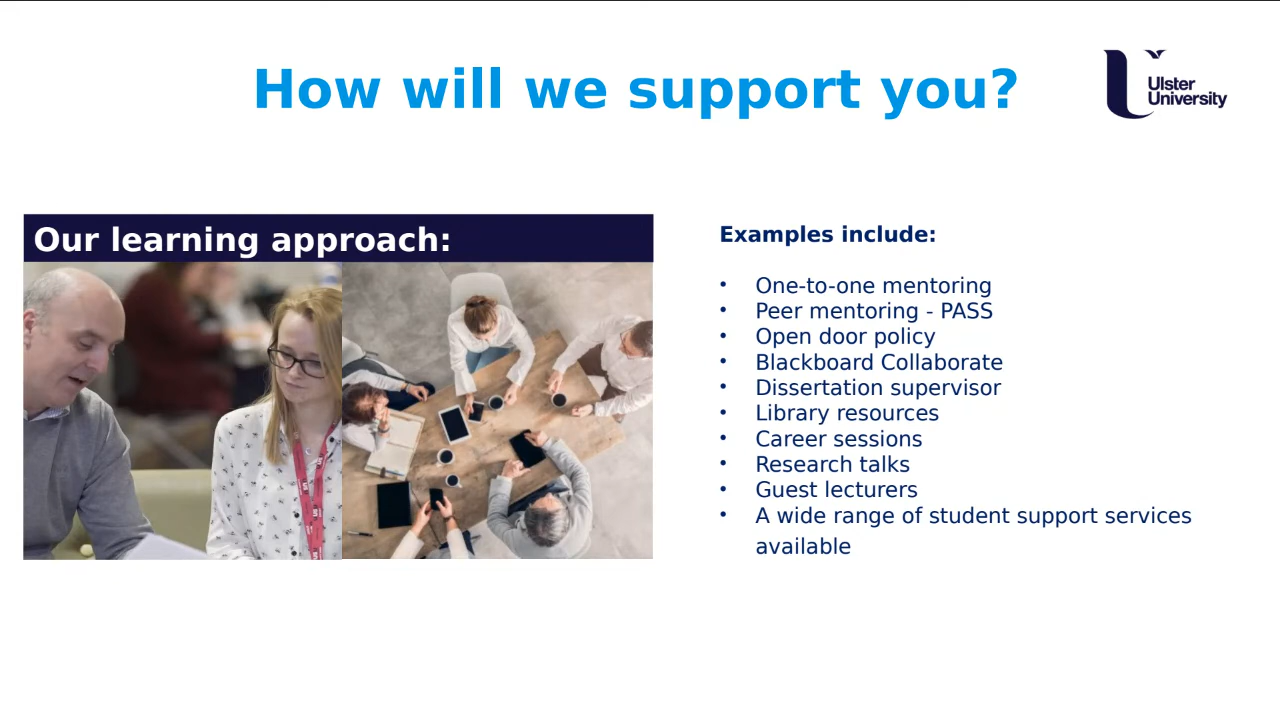 How will we support you?
Ulster
University
Our learning approach:
Examples include:
• One-to-one mentoring
• Peer mentoring - PASS
• Open door policy
• Blackboard Collaborate
• Dissertation supervisor
• Library resources
• Career sessions
• Research talks
• Guest lecturers
• A wide range of student support services
available